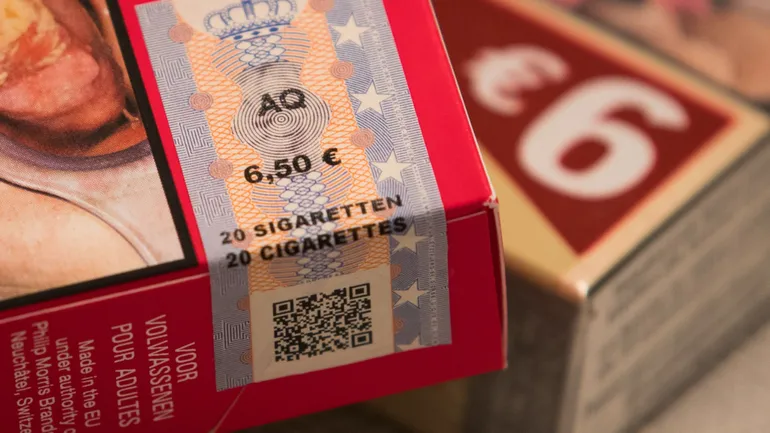 AQ
6,50 €
20 SIGARETTEN
20 CIGARETTES
VOOR
VOLWASSENEN
POUR ADULTES
Made in the EU
under authority
Philip Morris Brand
Neuchâtel, Switz
€6